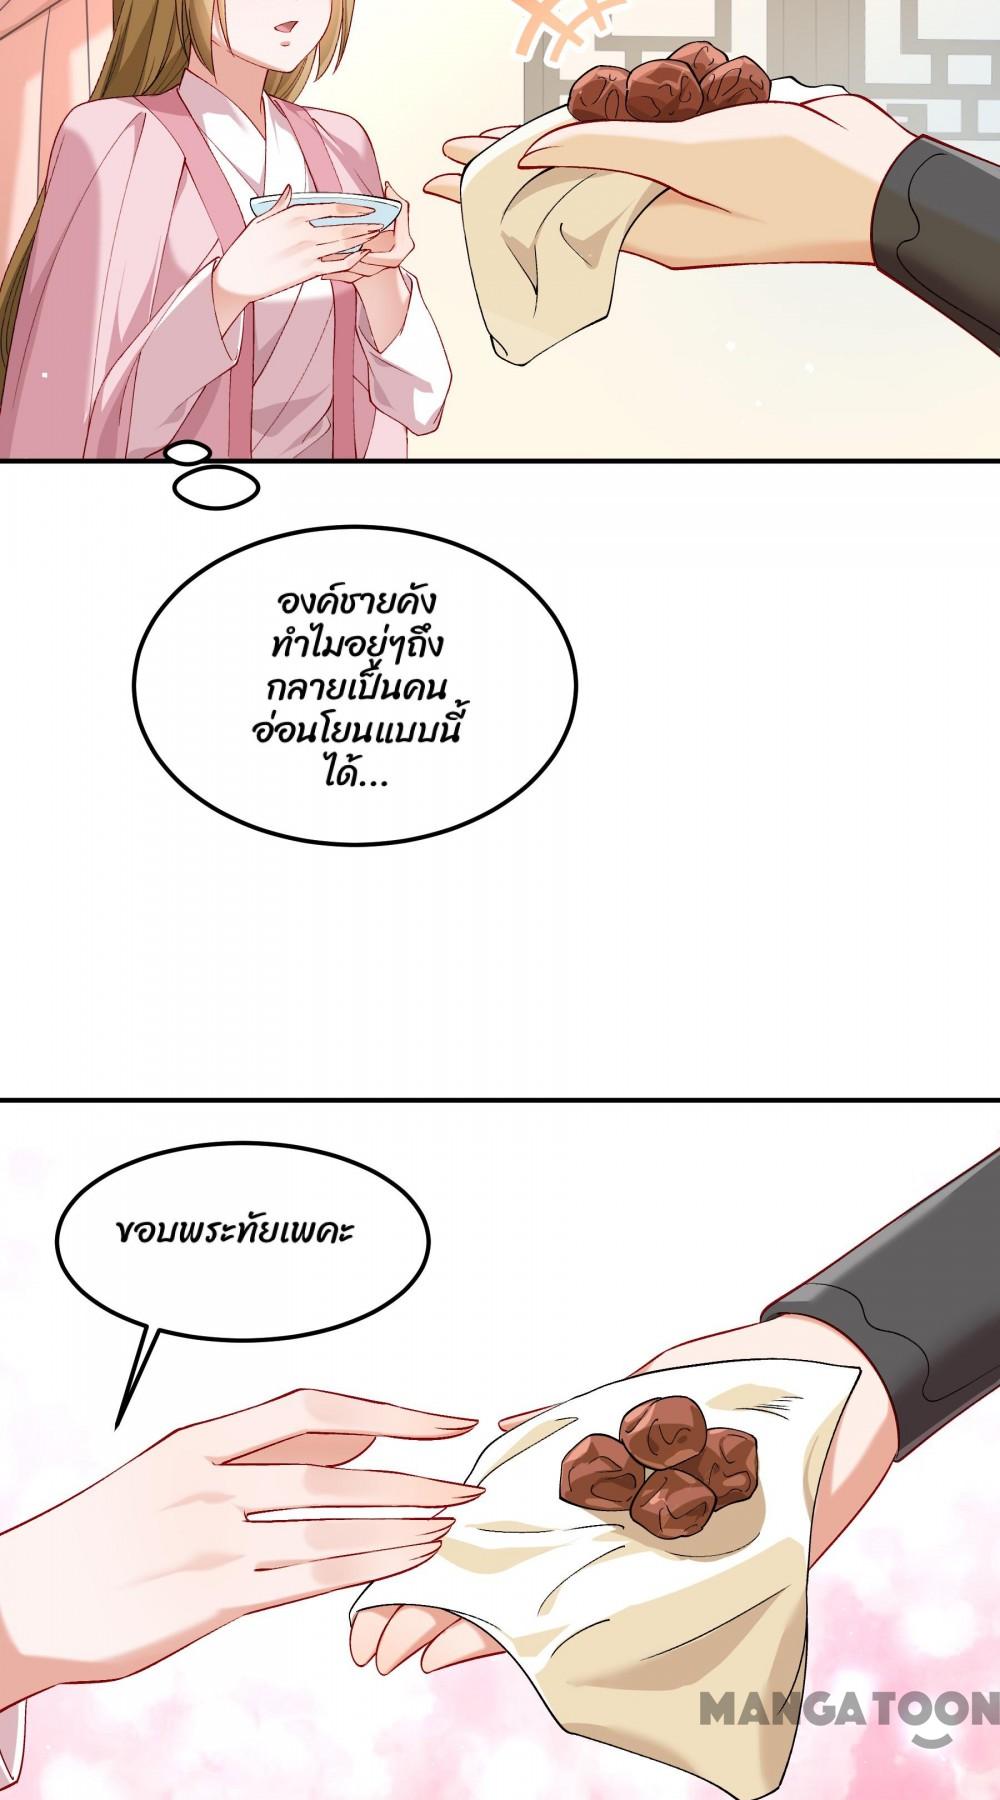 องค์ชายคัง
ทำไมอยู่ๆถึง
กลายเป็นคน
อ่อนโยนแบบนี้
ได้...
ขอบพระทัยเพคะ
MANGATOON